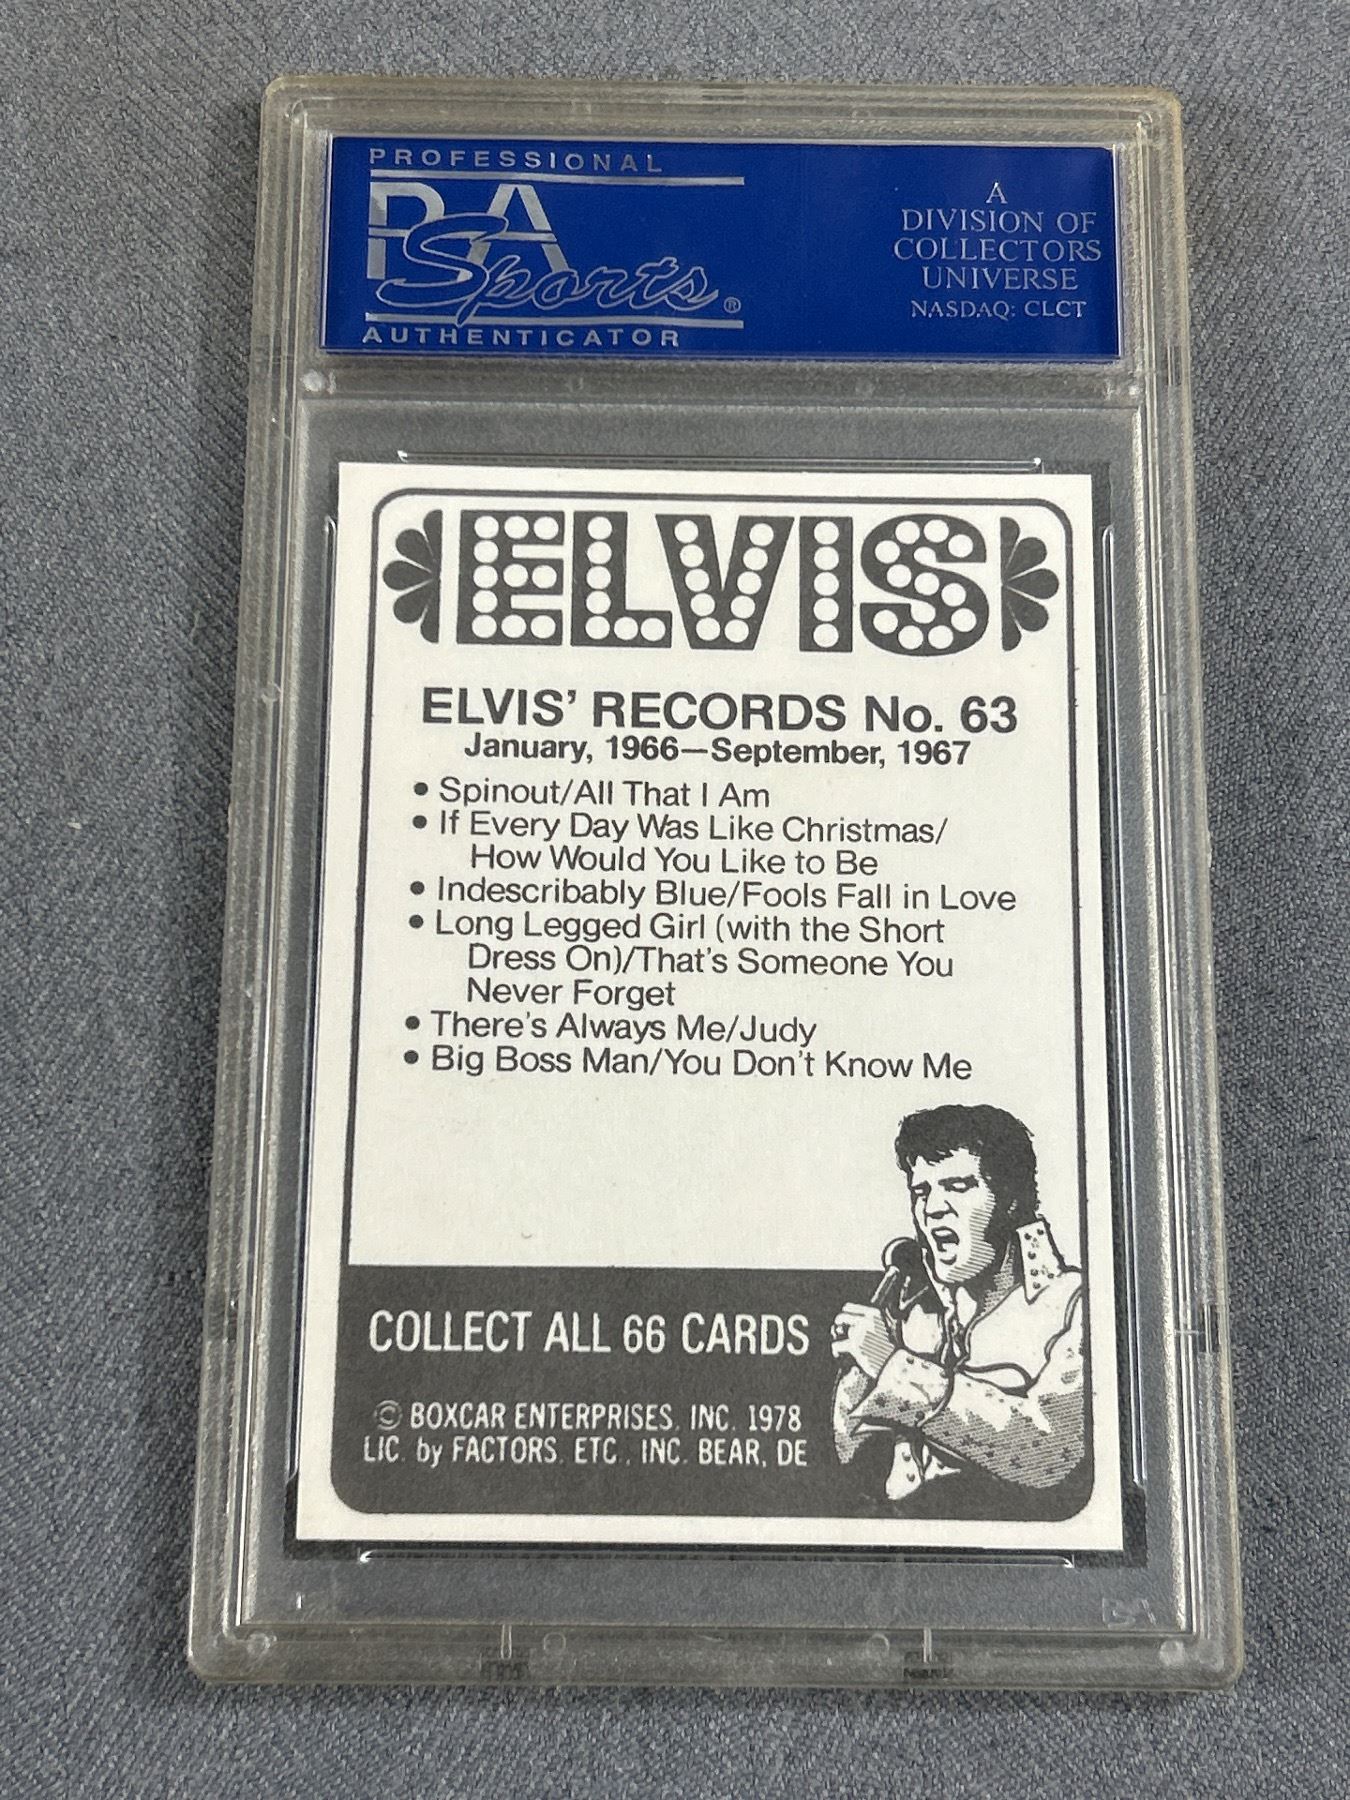 PROFESSIONAL
PSA
Sports®
AUTHENTICATOR
A
DIVISION OF
COLLECTORS
UNIVERSE
NASDAQ: CLCT
ELVIS
ELVIS' RECORDS No. 63
January, 1966—September, 1967
• Spinout/All That I Am
• If Every Day Was Like Christmas/
How Would You Like to Be
• Indescribably Blue/Fools Fall in Love
• Long Legged Girl (with the Short
Dress On)/That's Someone You
Never Forget
• There's Always Me/Judy
• Big Boss Man/You Don't Know Me
COLLECT ALL 66 CARDS
© BOXCAR ENTERPRISES, INC. 1978
LIC. by FACTORS, ETC., INC. BEAR, DE